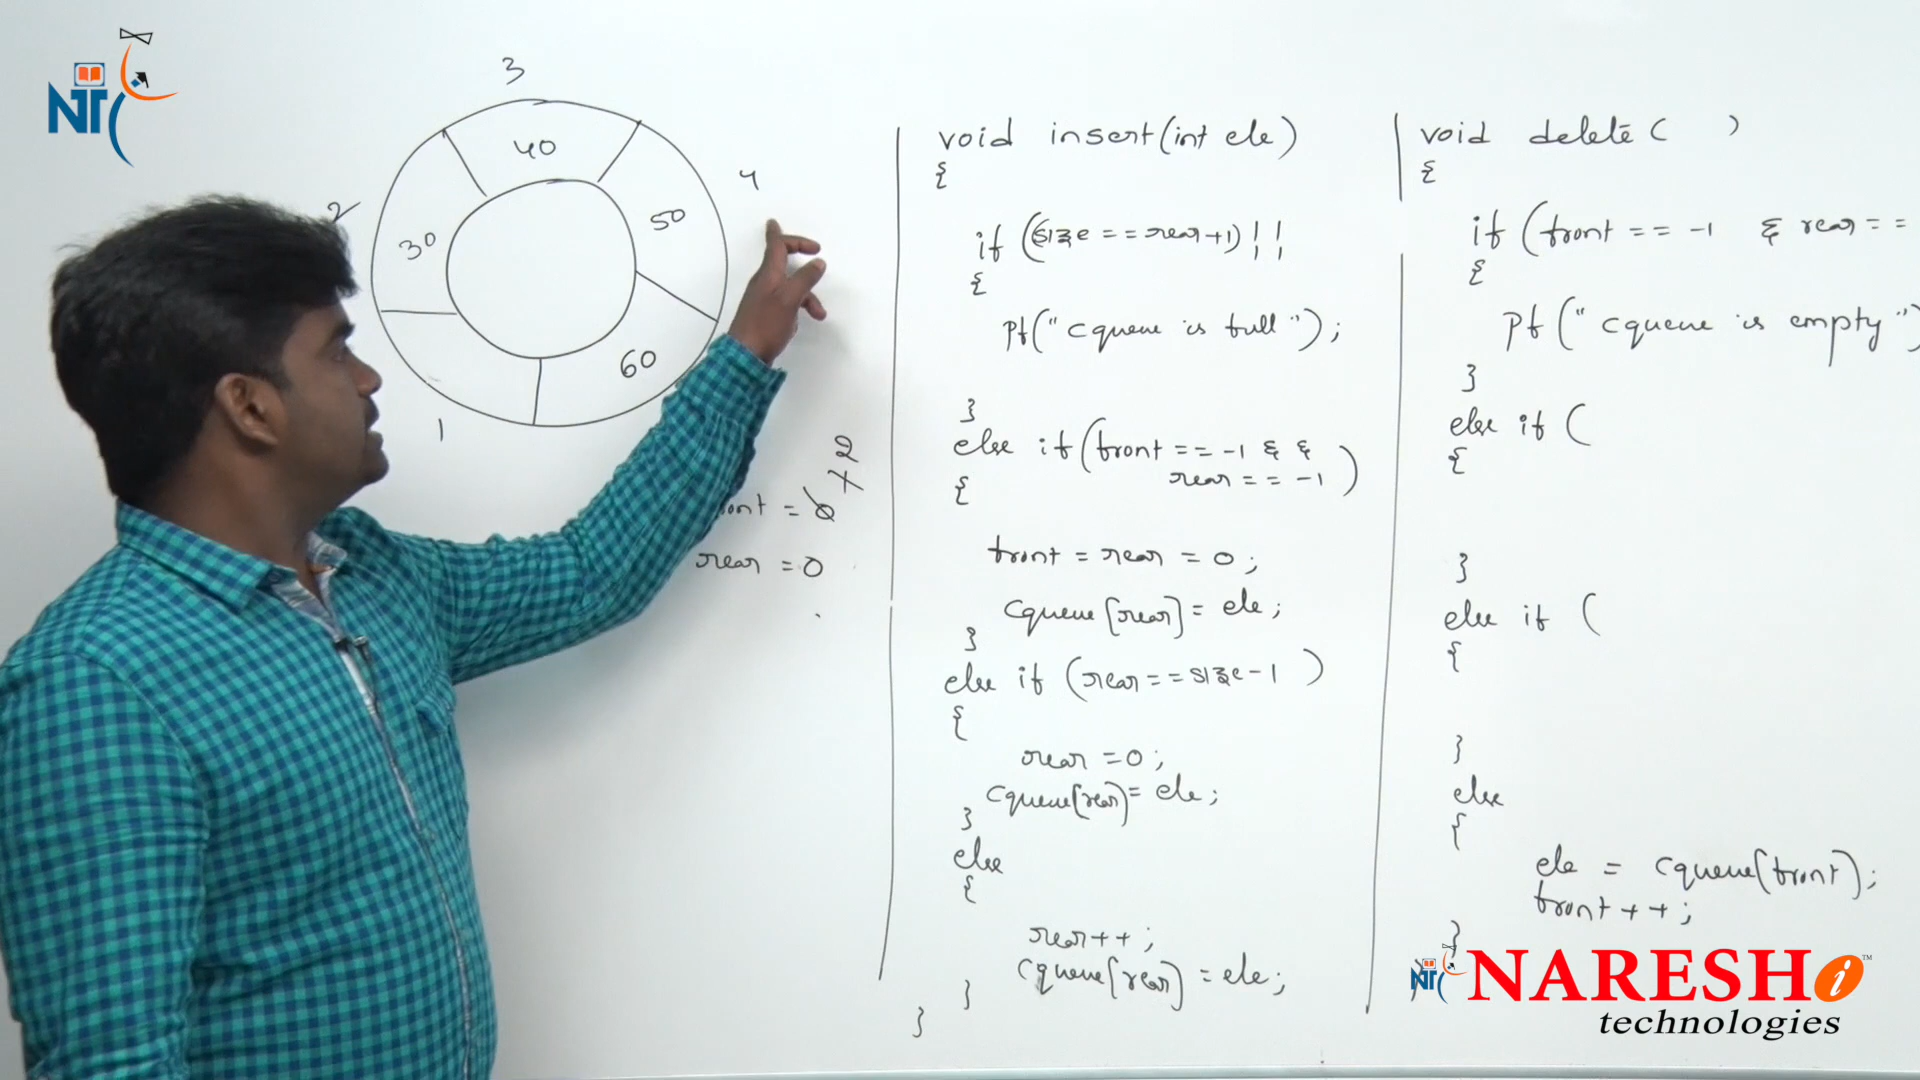 NT
3
40
4
2
30
50
60
1
2
ont = 0
rear = 0
void insert(int ele)
{
if (size == rear+1) ||
{
Pf("cqueue is full");
}
else if (front == -1 &&
rear == -1)
{
front = rear = 0;
cqueue[rear] = ele;
}
else if (rear == size-1 )
{
rear = 0;
cqueue[rear] = ele;
}
else
{
rear++;
cqueue[rear] = ele;
}
}
void delete( )
{
if (front == -1 & rear ==
{
Pf("cqueue is empty")
}
else if (
{
}
else if (
{
}
else
{
ele = cqueue[front];
front++;
}
NT
NARESH i ™
technologies